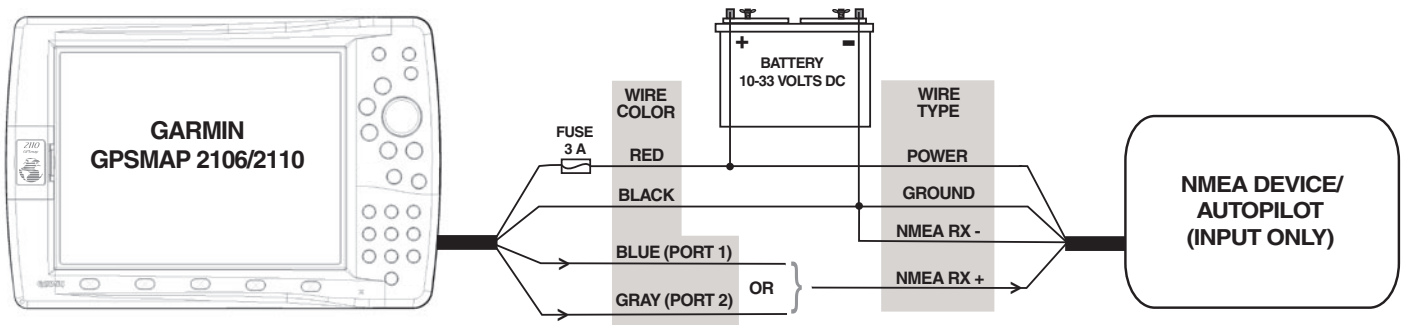 GARMIN
GPSMAP 2106/2110
2110
FUSE
3 A
WIRE
COLOR
RED
BLACK
BLUE (PORT 1)
GRAY (PORT 2)
OR
+ -
BATTERY
10-33 VOLTS DC
WIRE
TYPE
POWER
GROUND
NMEA RX -
NMEA RX +
NMEA DEVICE/
AUTOPILOT
(INPUT ONLY)